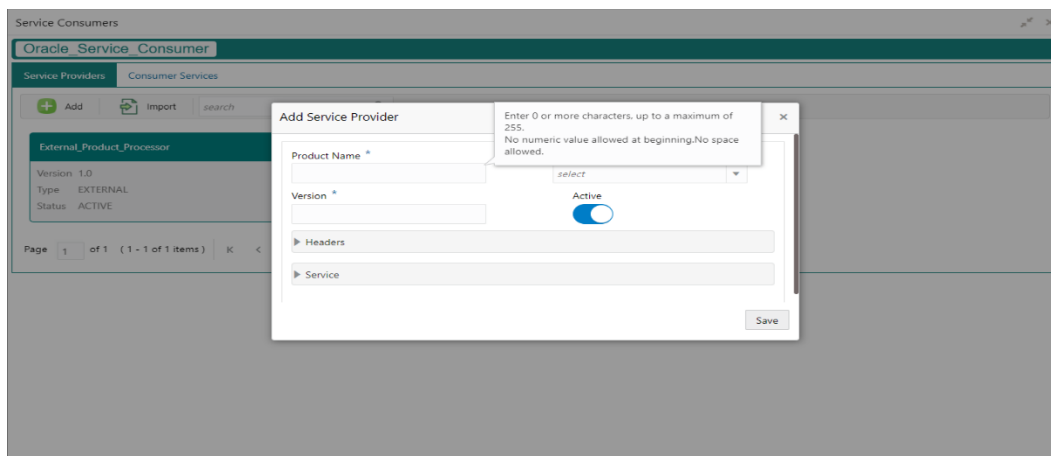 Service Consumers
Oracle_Service_Consumer
Service Providers Consumer Services
Add Import search
External_Product_Processor
Version 1.0
Type EXTERNAL
Status ACTIVE
Page 1 of 1 ( 1 - 1 of 1 items )
Add Service Provider
Enter 0 or more characters, up to a maximum of
255.
No numeric value allowed at beginning.No space
allowed.
Product Name *
select
Version *
Active
Headers
Service
Save